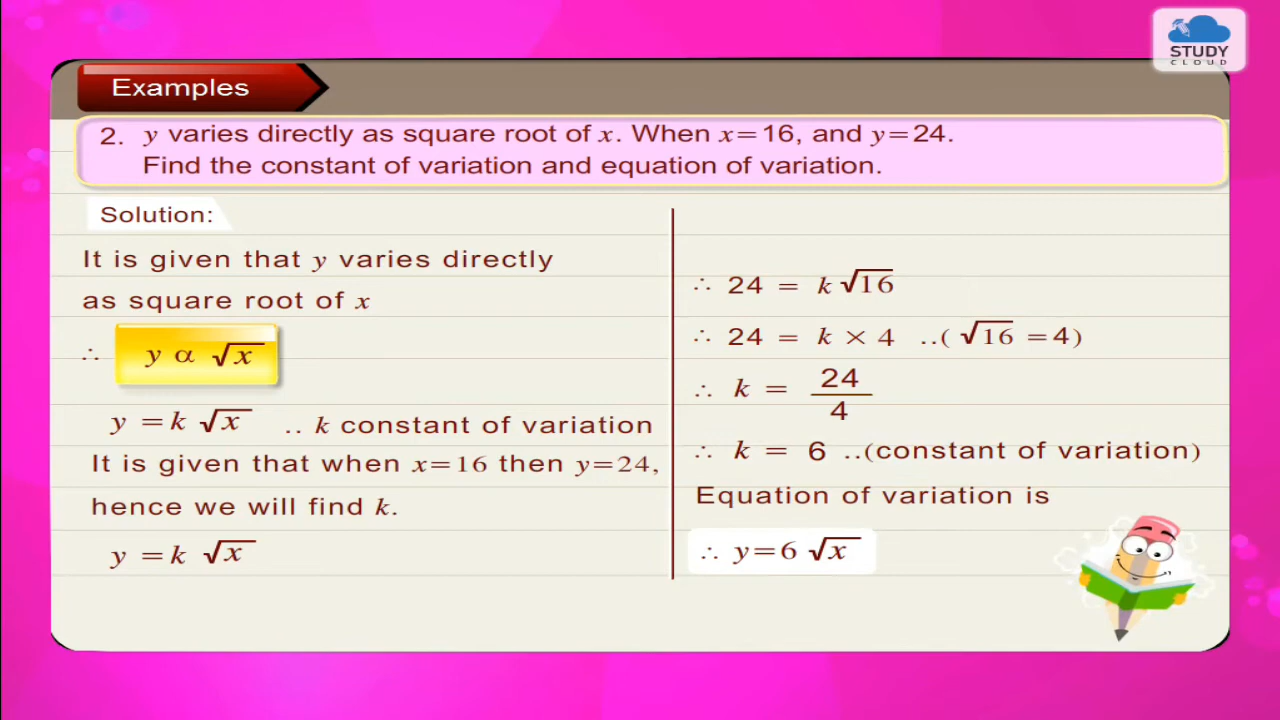 STUDY
CLOUD
Examples
2. y varies directly as square root of x. When x=16, and y=24.
Find the constant of variation and equation of variation.
Solution:
It is given that y varies directly
as square root of x
∴ y α √x
y = k √x .. k constant of variation
It is given that when x=16 then y=24,
hence we will find k.
y = k √x
∴ 24 = k √16
∴ 24 = k × 4 ..( √16 = 4)
∴ k = 24/4
∴ k = 6 ..(constant of variation)
Equation of variation is
∴ y=6 √x